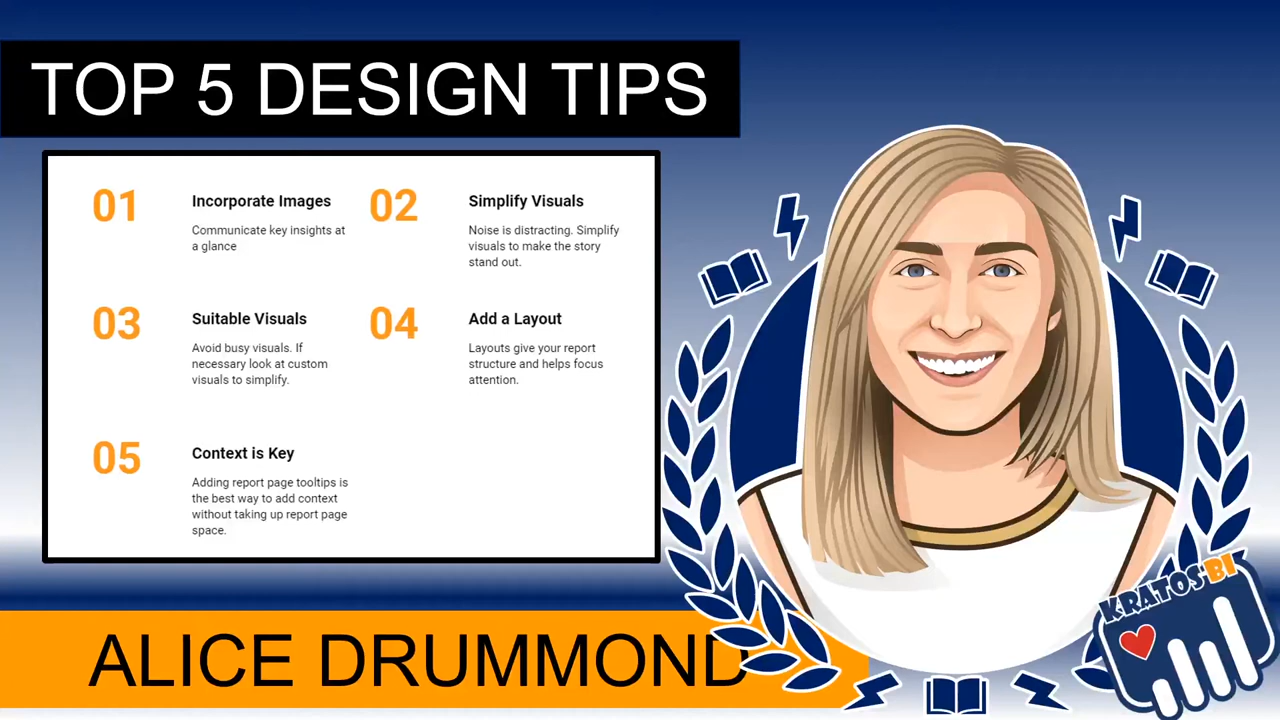 TOP 5 DESIGN TIPS
01
Incorporate Images
Communicate key insights at
a glance
02
Simplify Visuals
Noise is distracting. Simplify
visuals to make the story
stand out.
03
Suitable Visuals
Avoid busy visuals. If
necessary look at custom
visuals to simplify.
04
Add a Layout
Layouts give your report
structure and helps focus
attention.
05
Context is Key
Adding report page tooltips is
the best way to add context
without taking up report page
space.
ALICE DRUMMOND
KRATOS BI